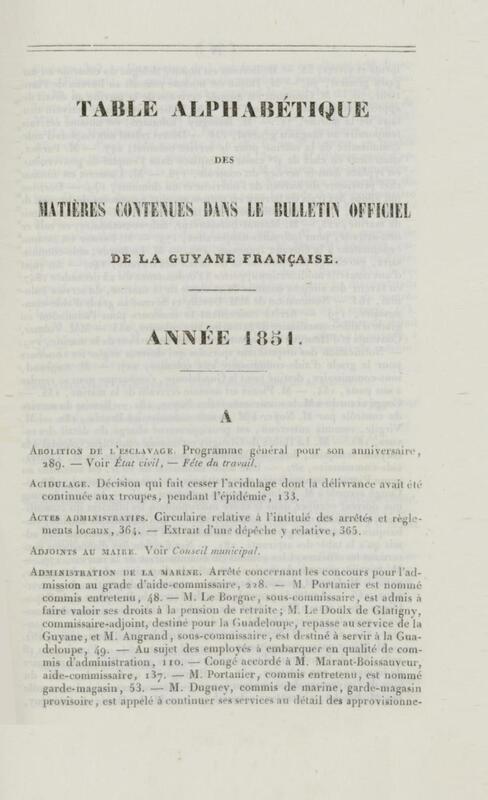 TABLE ALPHABÉTIQUE
DES
MATIÈRES CONTENUES DANS LE BULLETIN OFFICIEL
DE LA GUYANE FRANÇAISE.
ANNÉE 1851.
A
ABOLITION DE L'ESCLAVAGE. Programme général pour son anniversaire,
289. — Voir État civil, — Fête du travail.
ACIDULAGE. Décision qui fait cesser l'acidulage dont la délivrance avait été
continuée aux troupes, pendant l'épidémie, 133.
ACTES ADMINISTRATIFS. Circulaire relative à l'intitulé des arrêtés et règle-
ments locaux, 364. — Extrait d'une dépêche y relative, 365.
ADJOINTS AU MAIRE. Voir Conseil municipal.
ADMINISTRATION DE LA MARINE. Arrêté concernant les concours pour l'ad-
mission au grade d'aide-commissaire, 228. — M. Portanier est nommé
commis entretenu, 48. — M. Le Borgne, sous-commissaire, est admis à
faire valoir ses droits à la pension de retraite; M. Le Doulx de Glatigny,
commissaire-adjoint, destiné pour la Guadeloupe, repasse au service de la
Guyane, et M. Angrand, sous-commissaire, est destiné à servir à la Gua-
deloupe, 49. — Au sujet des employés à embarquer en qualité de com-
mis d'administration, 110. — Congé accordé à M. Marant-Boissauveur,
aide-commissaire, 137. — M. Portanier, commis entretenu, est nommé
garde-magasin, 53. — M. Duguey, commis de marine, garde-magasin
provisoire, est appelé à continuer ses services au détail des approvisionne-